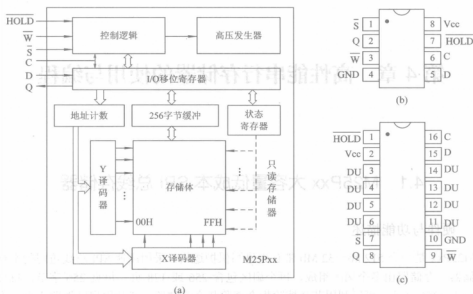 HOLD
W
S
C
D
Q
控制逻辑
高压发生器
I/O移位寄存器
地址计数
256字节缓冲
状态
寄存器
Y
译
码
器
存储体
00H
FFH
只
读
存
储
器
X译码器
M25Pxx
(a)
S 1 8 Vcc
Q 2 7 HOLD
W 3 6 C
GND 4 5 D
(b)
HOLD 1 16 C
Vcc 2 15 D
DU 3 14 DU
DU 4 13 DU
DU 5 12 DU
DU 6 11 DU
S 7 10 GND
Q 8 9 W
(c)